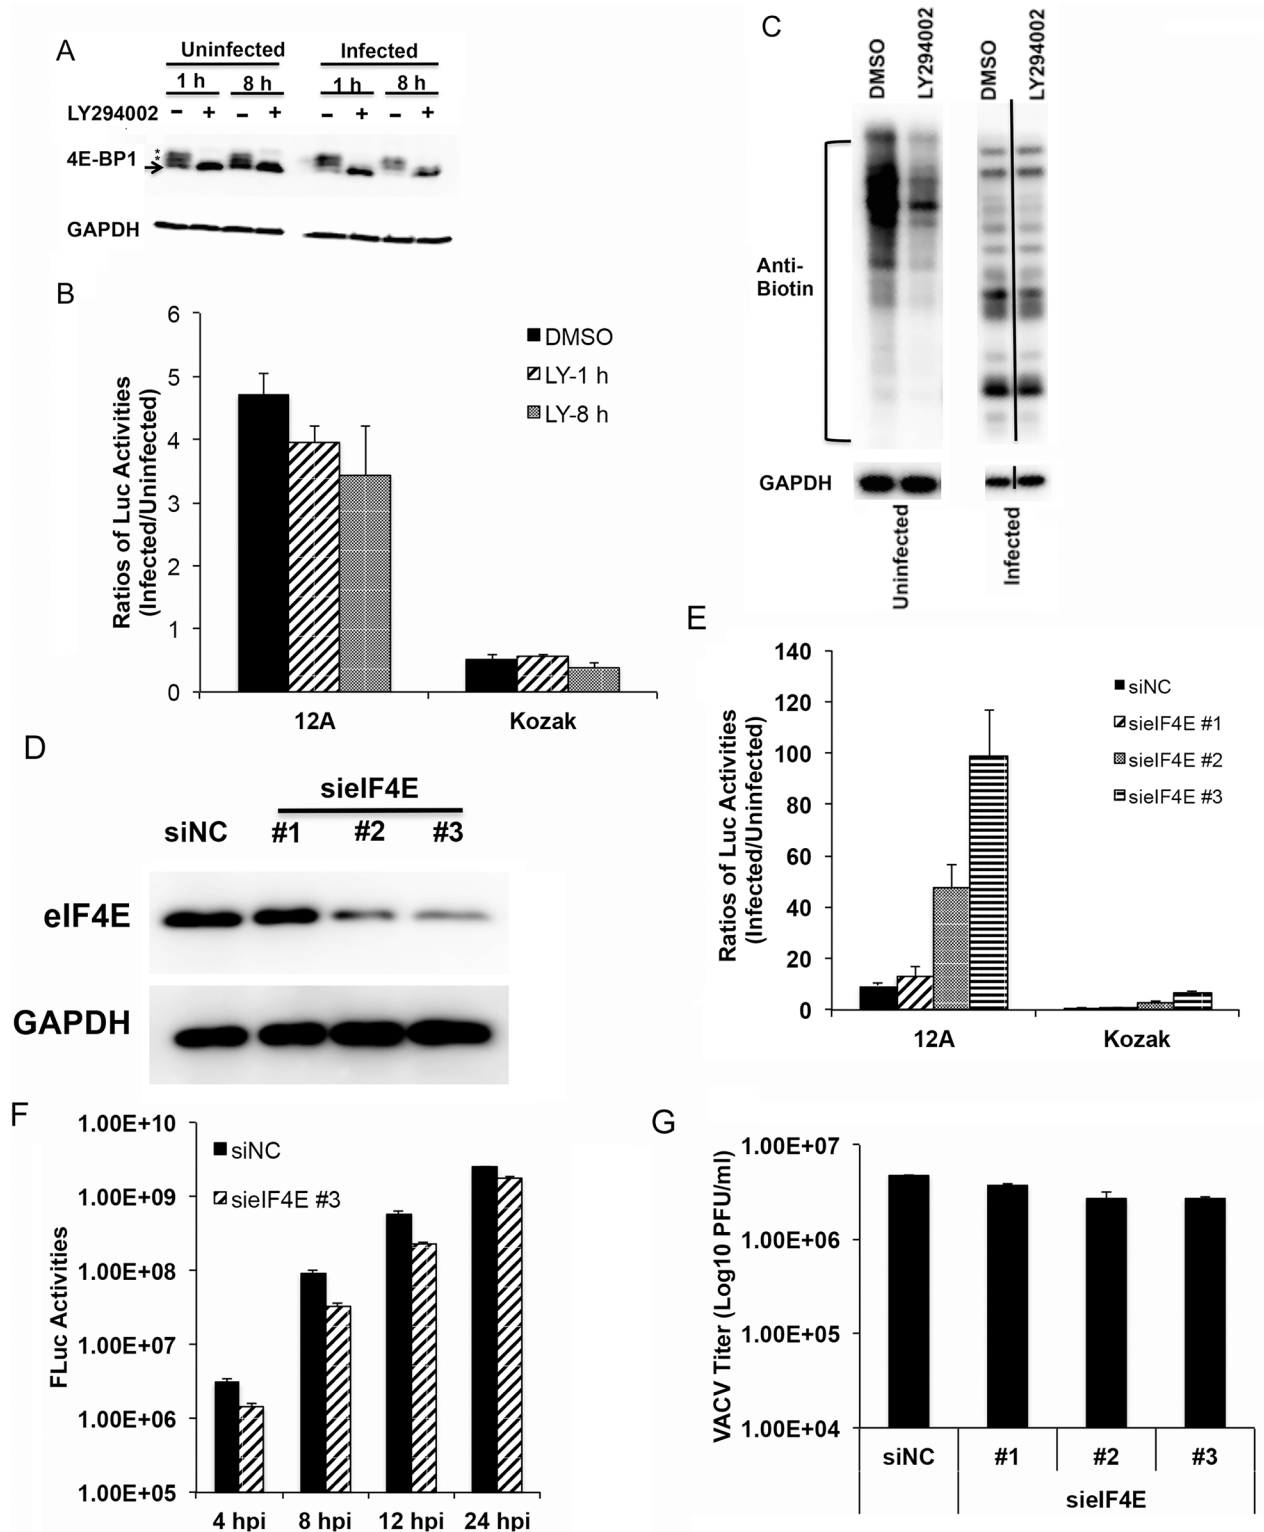 A
Uninfected Infected
1 h 8 h 1 h 8 h
LY294002 – + – + – + – +
4E-BP1
*
*
GAPDH
B
Ratios of Luc Activities
(Infected/Uninfected)
6
5
4
3
2
1
0
DMSO
LY-1 h
LY-8 h
12A Kozak
C
DMSO LY294002 DMSO LY294002
Anti-
Biotin
GAPDH
Uninfected Infected
D
sieIF4E
siNC #1 #2 #3
eIF4E
GAPDH
E
Ratios of Luc Activities
(Infected/Uninfected)
140
120
100
80
60
40
20
0
siNC
sieIF4E #1
sieIF4E #2
sieIF4E #3
12A Kozak
F
FLuc Activities
1.00E+10
1.00E+09
1.00E+08
1.00E+07
1.00E+06
1.00E+05
siNC
sieIF4E #3
4 hpi 8 hpi 12 hpi 24 hpi
G
VACV Titer (Log10 PFU/ml)
1.00E+07
1.00E+06
1.00E+05
1.00E+04
siNC #1 #2 #3
sieIF4E